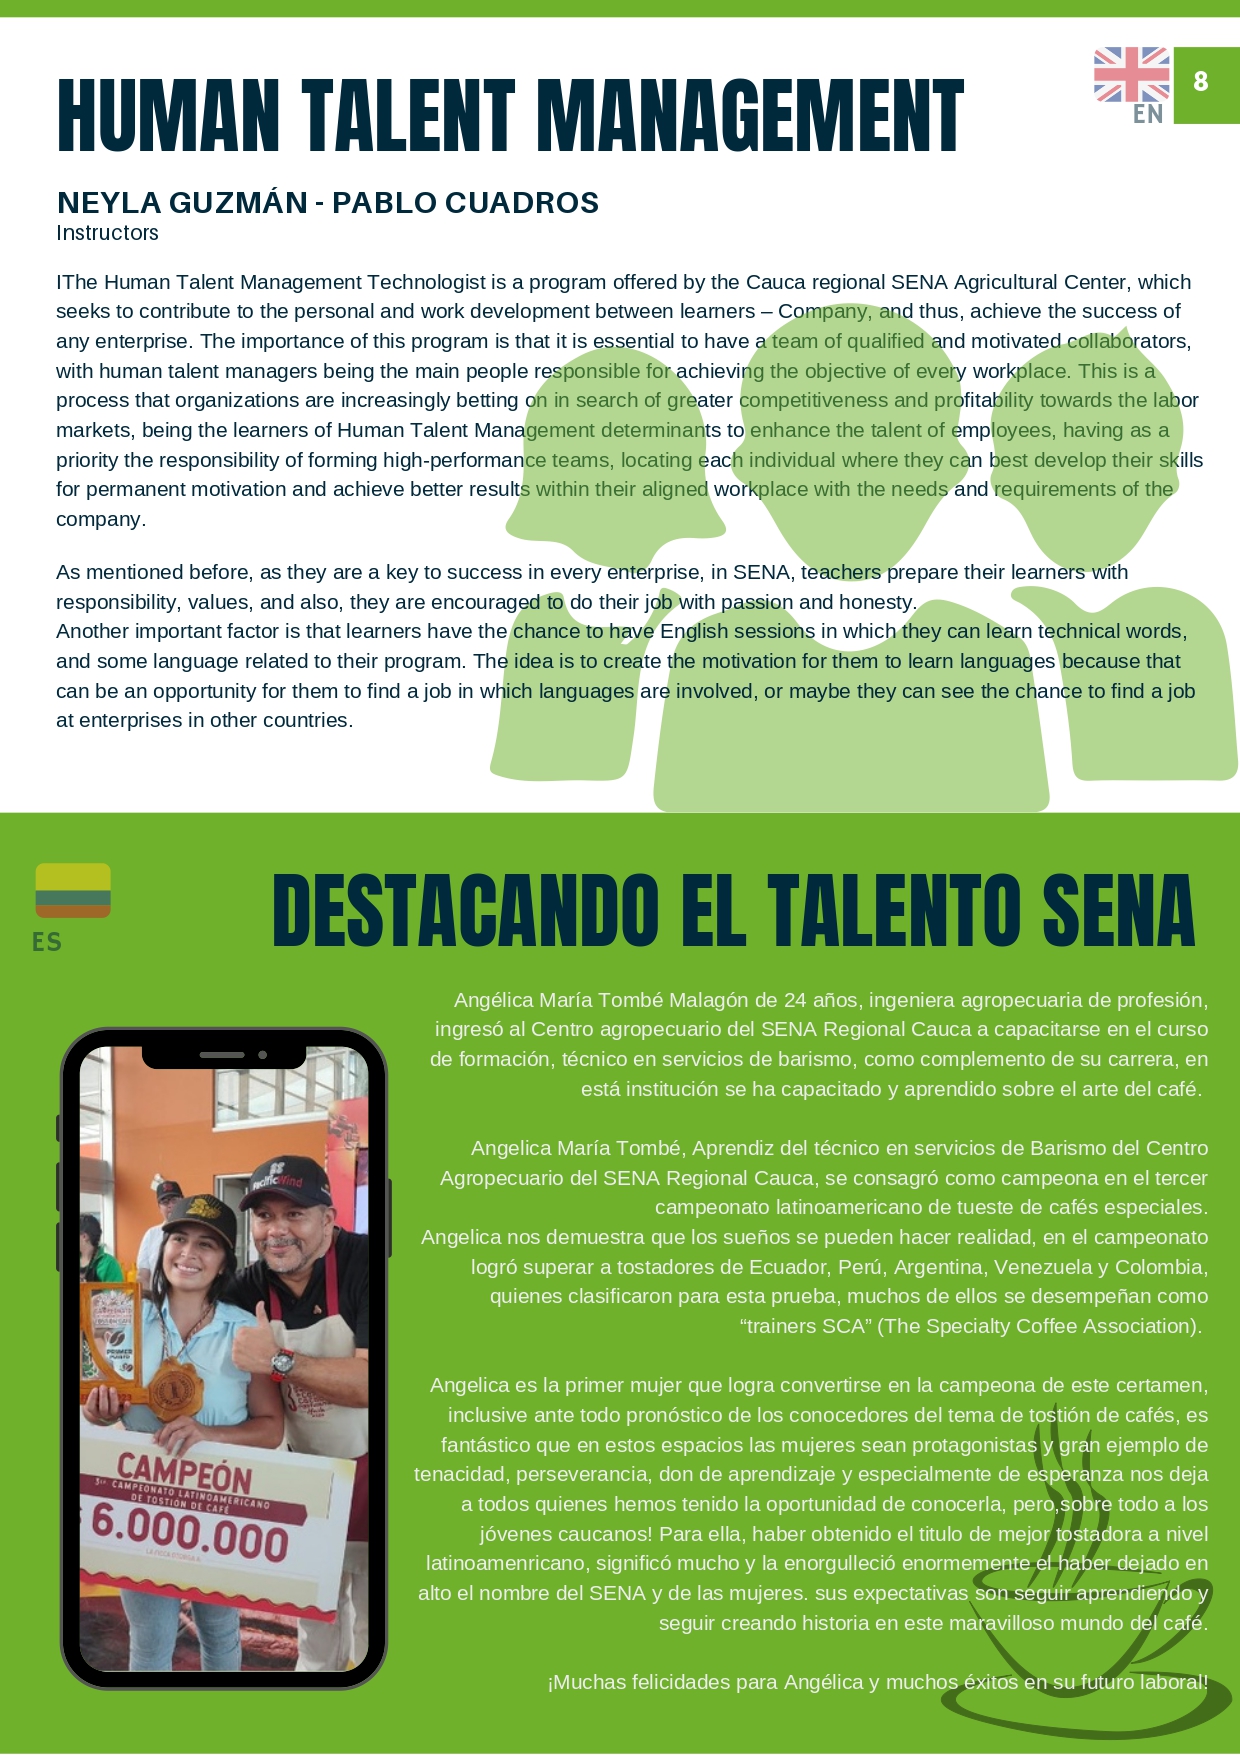 HUMAN TALENT MANAGEMENT
EN
8
NEYLA GUZMÁN - PABLO CUADROS
Instructors
IThe Human Talent Management Technologist is a program offered by the Cauca regional SENA Agricultural Center, which
seeks to contribute to the personal and work development between learners – Company, and thus, achieve the success of
any enterprise. The importance of this program is that it is essential to have a team of qualified and motivated collaborators,
with human talent managers being the main people responsible for achieving the objective of every workplace. This is a
process that organizations are increasingly betting on in search of greater competitiveness and profitability towards the labor
markets, being the learners of Human Talent Management determinants to enhance the talent of employees, having as a
priority the responsibility of forming high-performance teams, locating each individual where they can best develop their skills
for permanent motivation and achieve better results within their aligned workplace with the needs and requirements of the
company.
As mentioned before, as they are a key to success in every enterprise, in SENA, teachers prepare their learners with
responsibility, values, and also, they are encouraged to do their job with passion and honesty.
Another important factor is that learners have the chance to have English sessions in which they can learn technical words,
and some language related to their program. The idea is to create the motivation for them to learn languages because that
can be an opportunity for them to find a job in which languages are involved, or maybe they can see the chance to find a job
at enterprises in other countries.
ES
DESTACANDO EL TALENTO SENA
Angélica María Tombé Malagón de 24 años, ingeniera agropecuaria de profesión,
ingresó al Centro agropecuario del SENA Regional Cauca a capacitarse en el curso
de formación, técnico en servicios de barismo, como complemento de su carrera, en
está institución se ha capacitado y aprendido sobre el arte del café.
Angelica María Tombé, Aprendiz del técnico en servicios de Barismo del Centro
Agropecuario del SENA Regional Cauca, se consagró como campeona en el tercer
campeonato latinoamericano de tueste de cafés especiales.
Angelica nos demuestra que los sueños se pueden hacer realidad, en el campeonato
logró superar a tostadores de Ecuador, Perú, Argentina, Venezuela y Colombia,
quienes clasificaron para esta prueba, muchos de ellos se desempeñan como
“trainers SCA” (The Specialty Coffee Association).
Angelica es la primer mujer que logra convertirse en la campeona de este certamen,
inclusive ante todo pronóstico de los conocedores del tema de tostión de cafés, es
fantástico que en estos espacios las mujeres sean protagonistas y gran ejemplo de
tenacidad, perseverancia, don de aprendizaje y especialmente de esperanza nos deja
a todos quienes hemos tenido la oportunidad de conocerla, pero,sobre todo a los
jóvenes caucanos! Para ella, haber obtenido el titulo de mejor tostadora a nivel
latinoamenricano, significó mucho y la enorgulleció enormemente el haber dejado en
alto el nombre del SENA y de las mujeres. sus expectativas son seguir aprendiendo y
seguir creando historia en este maravilloso mundo del café.
¡Muchas felicidades para Angélica y muchos éxitos en su futuro laboral!
PacificWind
PRIMER
PUESTO
CAMPEÓN
3er CAMPEONATO LATINOAMERICANO
DE TOSTIÓN DE CAFÉ
6.000.000